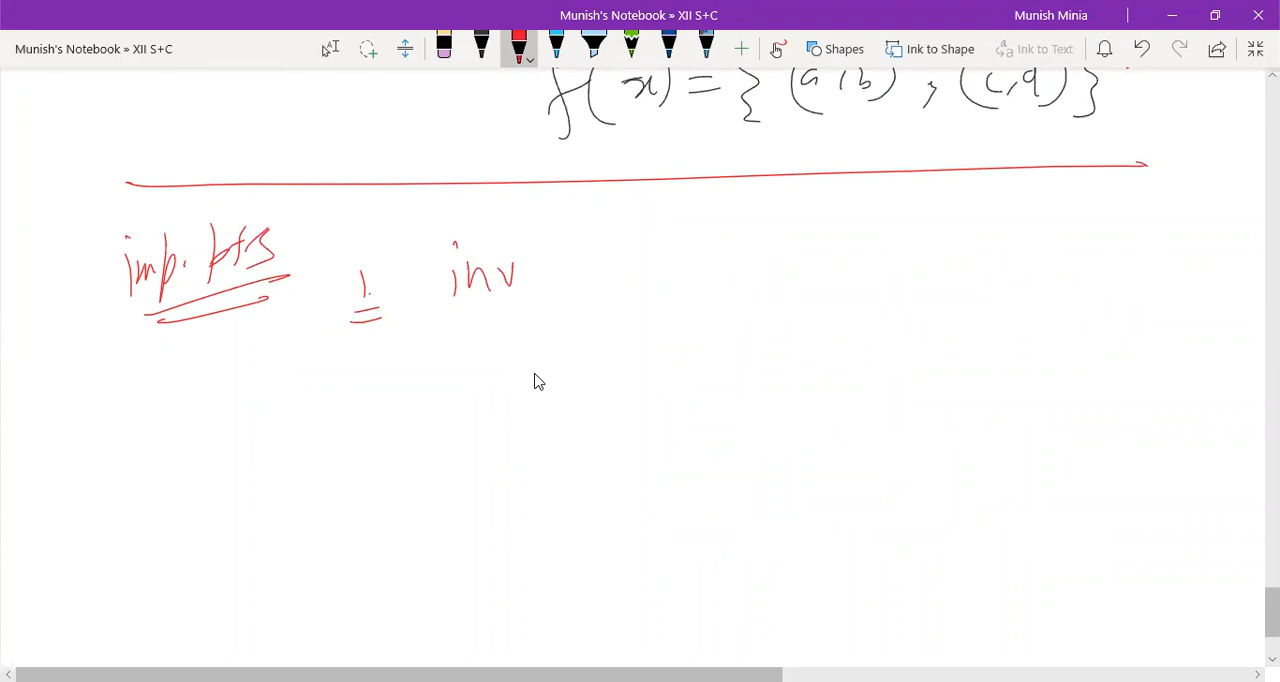 Munish's Notebook » XII S+C
Munish Minia
Munish's Notebook » XII S+C
Shapes
Ink to Shape
Ink to Text
f(x) = { (a, b), (c, d) }
imp. pts
1. inv